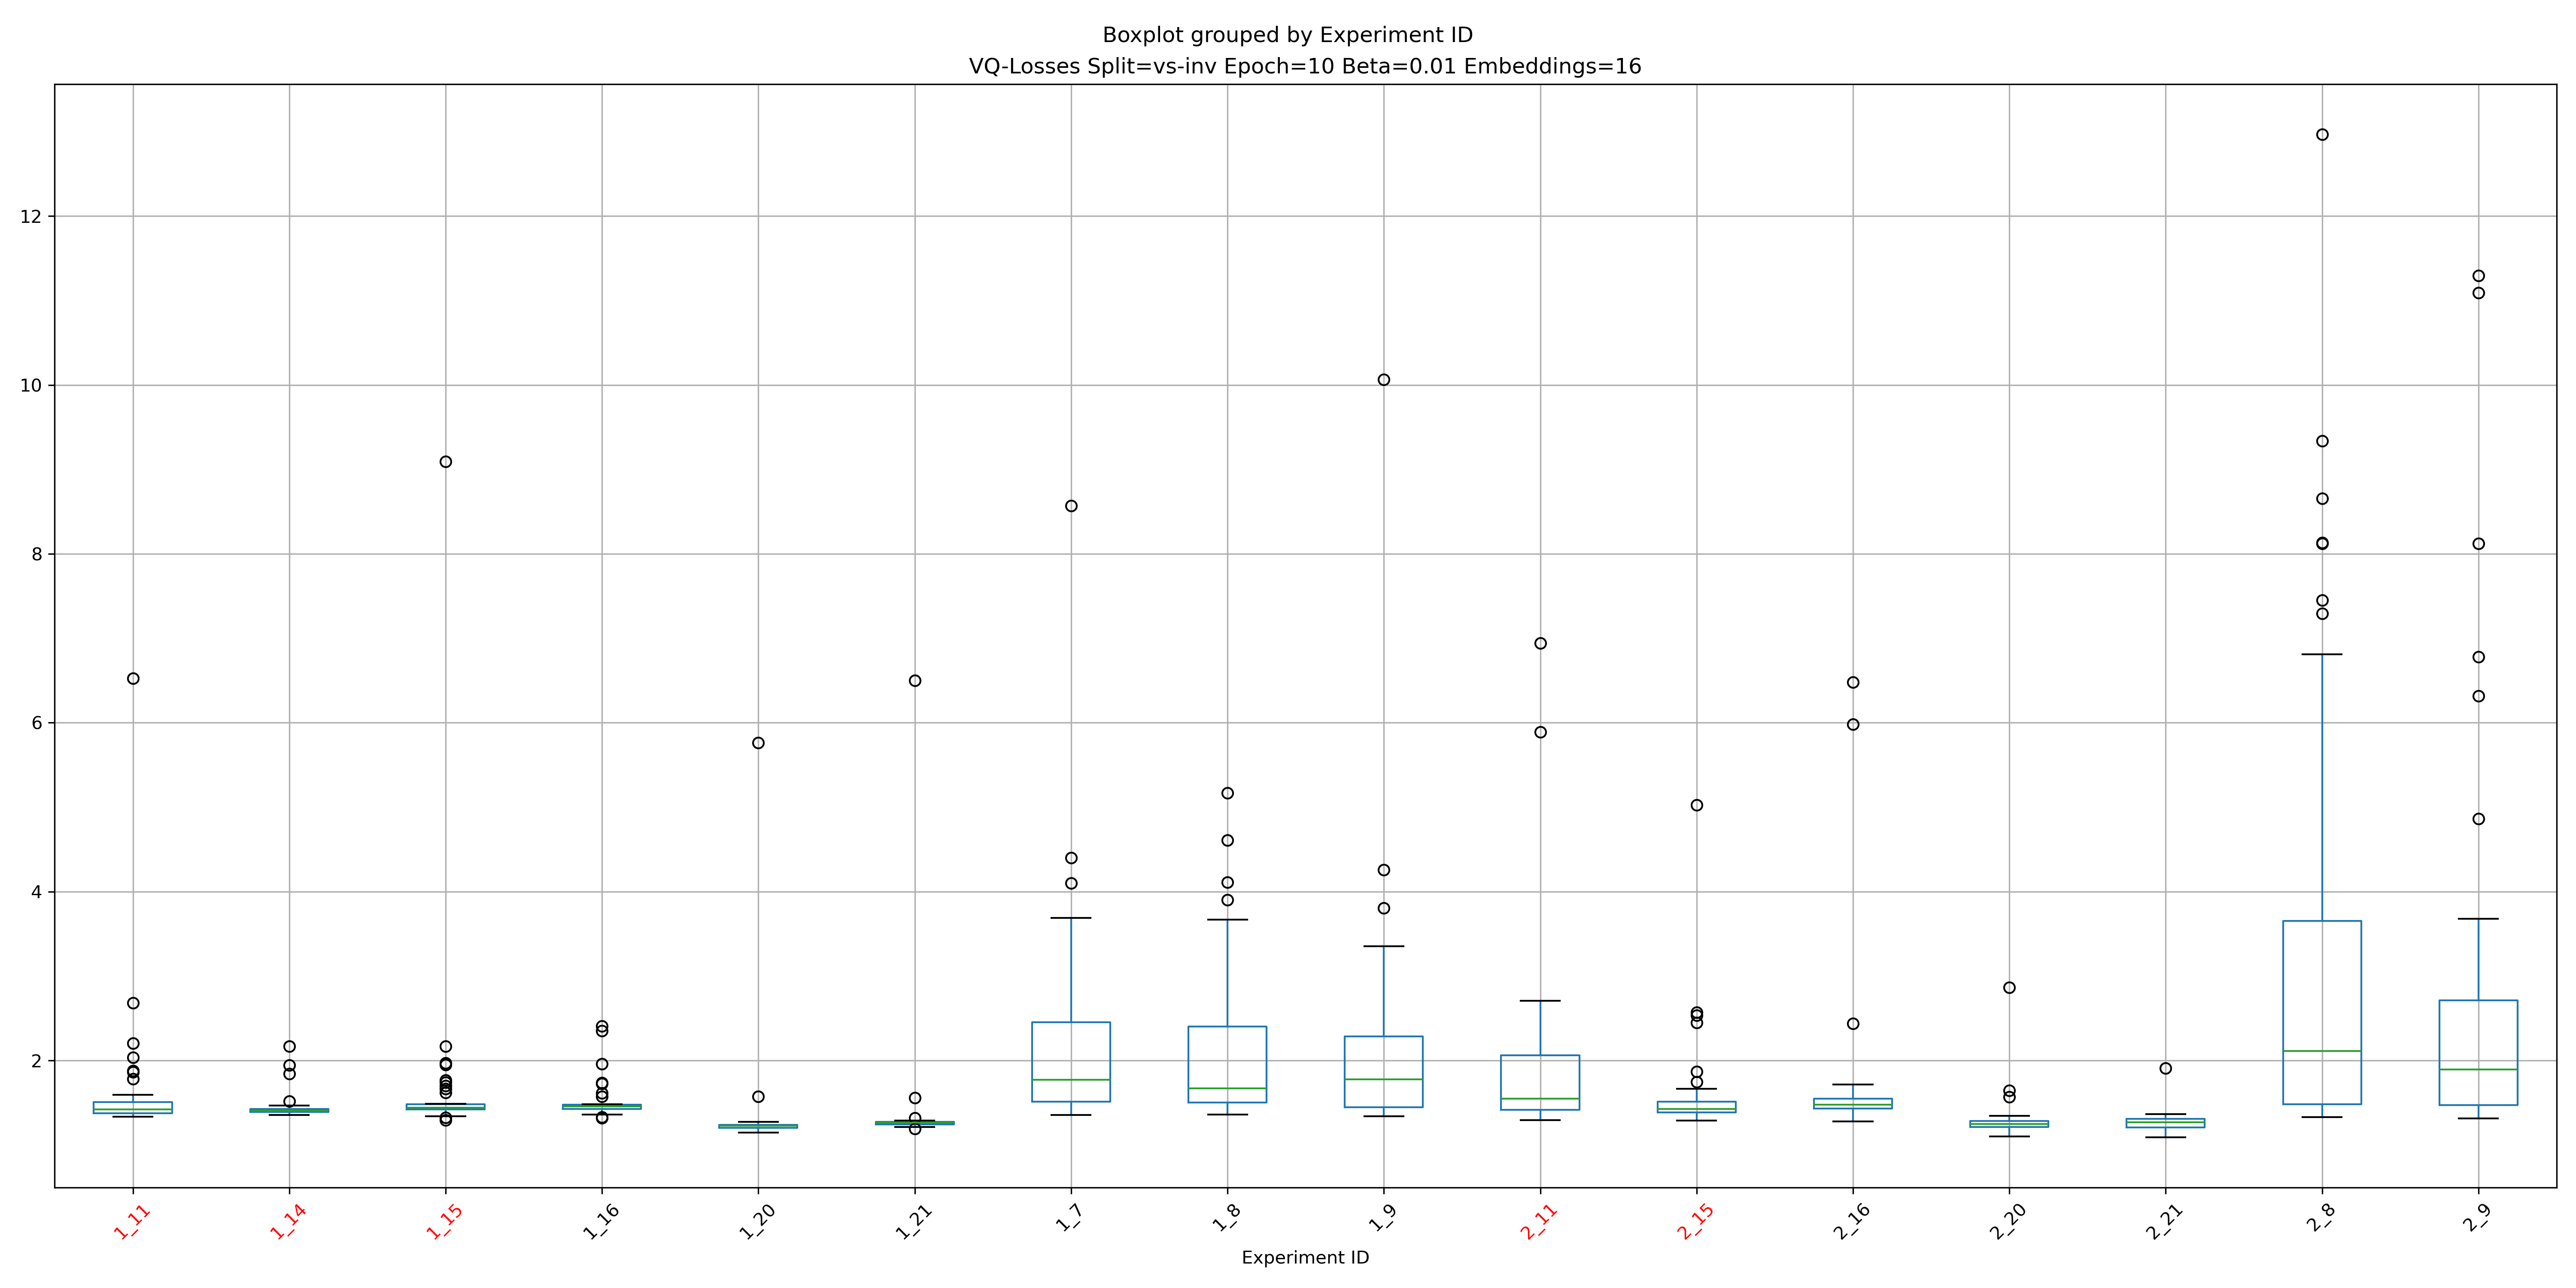 Boxplot grouped by Experiment ID
VQ-Losses Split=vs-inv Epoch=10 Beta=0.01 Embeddings=16
12
10
8
6
4
2
1_11 1_14 1_15 1_16 1_20 1_21 1_7 1_8 1_9 2_11 2_15 2_16 2_20 2_21 2_8 2_9
Experiment ID